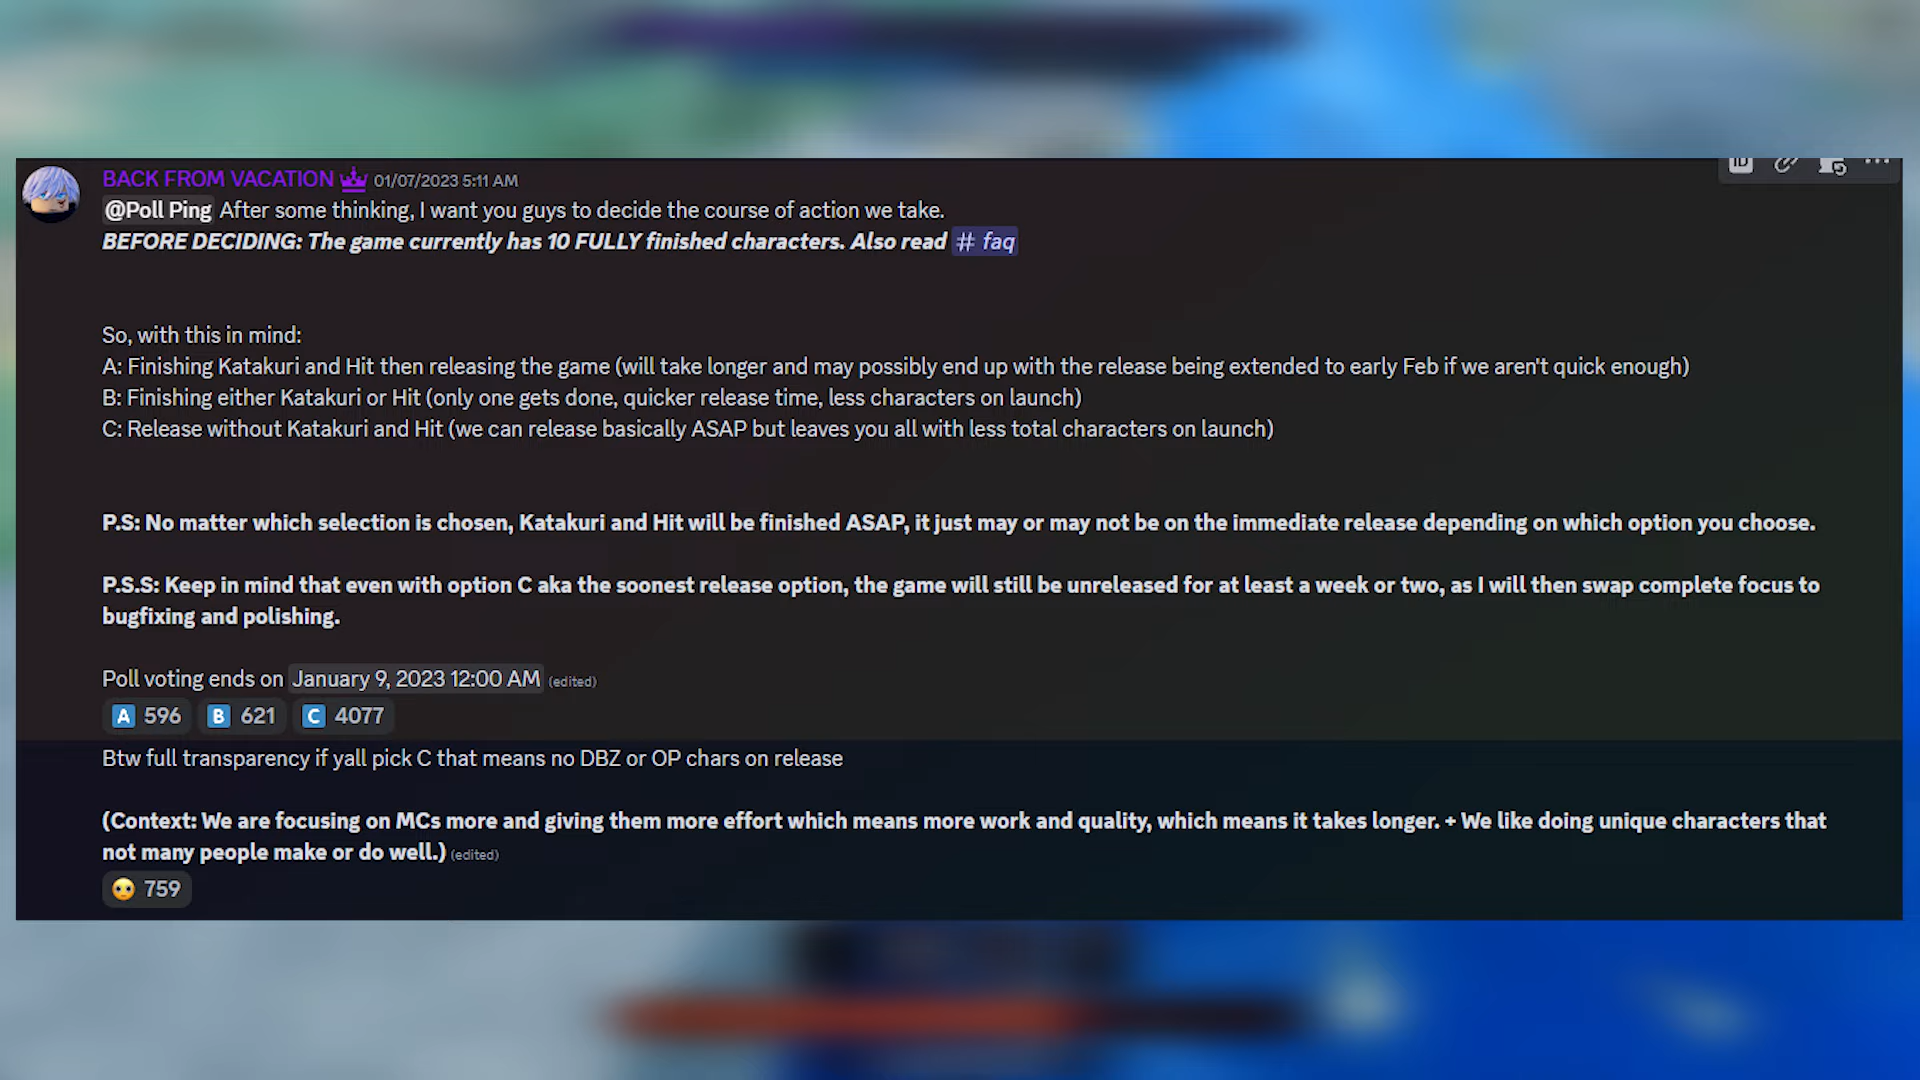 BACK FROM VACATION 01/07/2023 5:11 AM
@Poll Ping After some thinking, I want you guys to decide the course of action we take.
BEFORE DECIDING: The game currently has 10 FULLY finished characters. Also read # faq
So, with this in mind:
A: Finishing Katakuri and Hit then releasing the game (will take longer and may possibly end up with the release being extended to early Feb if we aren't quick enough)
B: Finishing either Katakuri or Hit (only one gets done, quicker release time, less characters on launch)
C: Release without Katakuri and Hit (we can release basically ASAP but leaves you all with less total characters on launch)
P.S: No matter which selection is chosen, Katakuri and Hit will be finished ASAP, it just may or may not be on the immediate release depending on which option you choose.
P.S.S: Keep in mind that even with option C aka the soonest release option, the game will still be unreleased for at least a week or two, as I will then swap complete focus to
bugfixing and polishing.
Poll voting ends on January 9, 2023 12:00 AM (edited)
A 596 B 621 C 4077
Btw full transparency if yall pick C that means no DBZ or OP chars on release
(Context: We are focusing on MCs more and giving them more effort which means more work and quality, which means it takes longer. + We like doing unique characters that
not many people make or do well.) (edited)
759